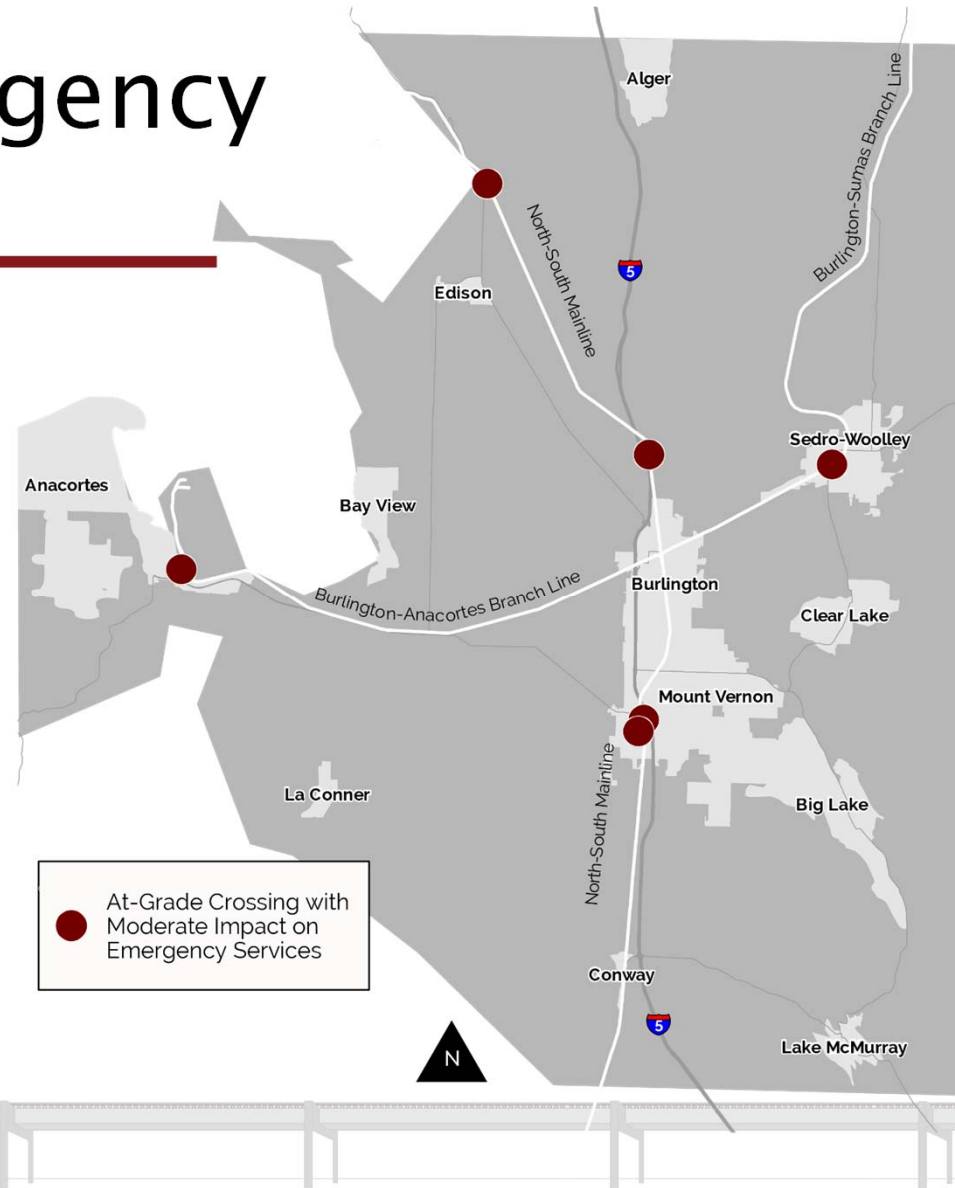 gency
Alger
Burlington-Sumas Branch Line
North-South Mainline
5
Edison
Sedro-Woolley
Anacortes
Bay View
Burlington-Anacortes Branch Line
Burlington
Clear Lake
Mount Vernon
North-South Mainline
La Conner
Big Lake
At-Grade Crossing with
Moderate Impact on
Emergency Services
Conway
5
Lake McMurray
N